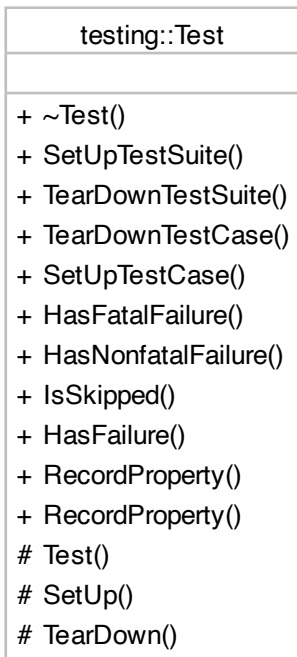 testing::Test
+ ~Test()
+ SetUpTestSuite()
+ TearDownTestSuite()
+ TearDownTestCase()
+ SetUpTestCase()
+ HasFatalFailure()
+ HasNonfatalFailure()
+ IsSkipped()
+ HasFailure()
+ RecordProperty()
+ RecordProperty()
# Test()
# SetUp()
# TearDown()